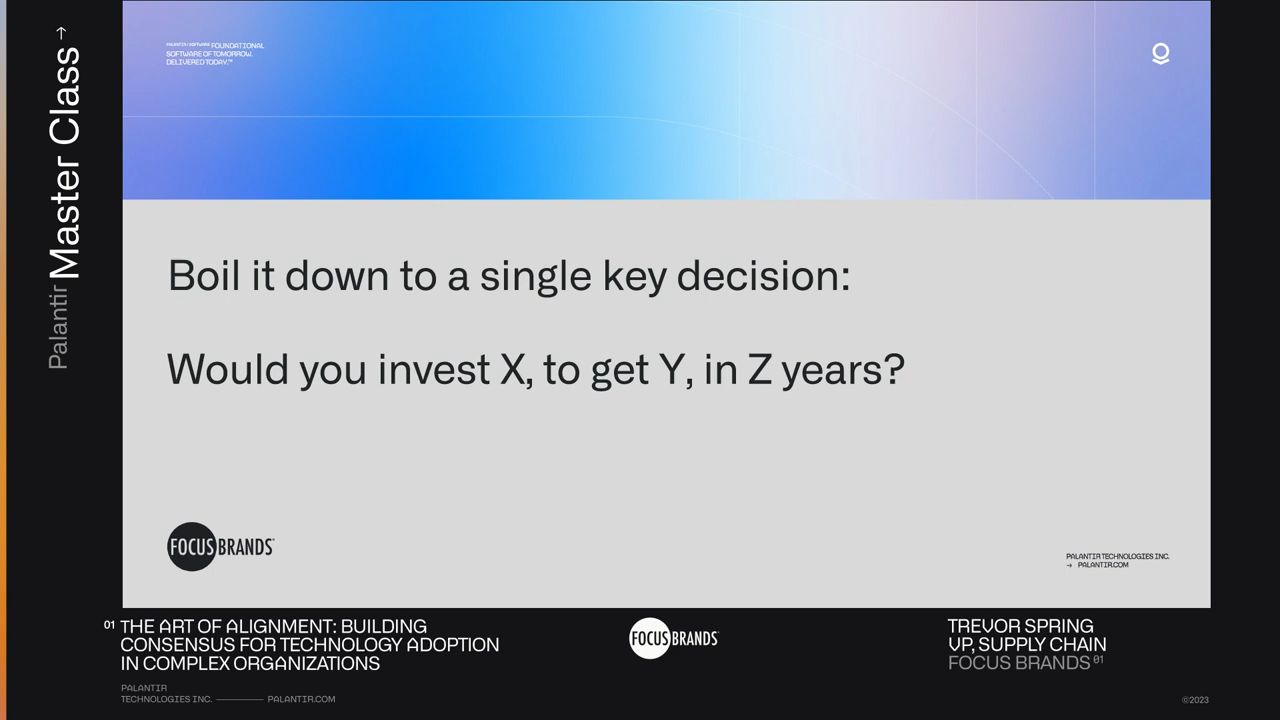 Palantir Master Class →
PALANTIR / SOFTWARE FOUNDATIONAL
SOFTWARE OF TOMORROW.
DELIVERED TODAY.™
Boil it down to a single key decision:
Would you invest X, to get Y, in Z years?
FOCUS BRANDS
PALANTIR TECHNOLOGIES INC.
→ PALANTIR.COM
01 THE ART OF ALIGNMENT: BUILDING
CONSENSUS FOR TECHNOLOGY ADOPTION
IN COMPLEX ORGANIZATIONS
FOCUS BRANDS
TREVOR SPRING
VP, SUPPLY CHAIN
FOCUS BRANDS 01
PALANTIR
TECHNOLOGIES INC. ——— PALANTIR.COM
©2023